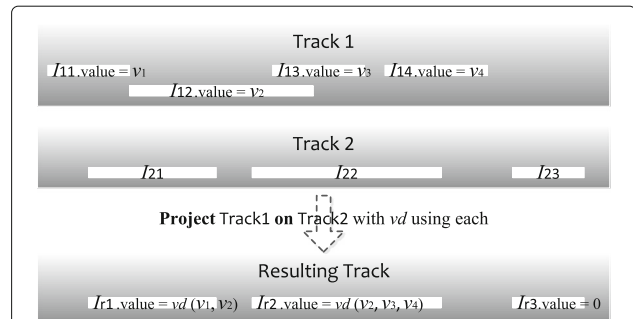 Track 1
I11.value = v1 I13.value = v3 I14.value = v4
I12.value = v2
Track 2
I21 I22 I23
Project Track1 on Track2 with vd using each
Resulting Track
Ir1.value = vd (v1, v2) Ir2.value = vd (v2, v3, v4) Ir3.value = 0